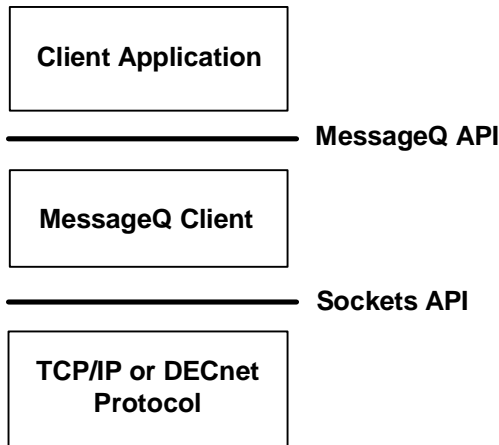 Client Application
MessageQ API
MessageQ Client
Sockets API
TCP/IP or DECnet
Protocol